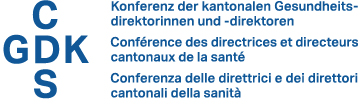 C
GDK
S
Konferenz der kantonalen Gesundheits-
direktorinnen und -direktoren
Conférence des directrices et directeurs
cantonaux de la santé
Conferenza delle direttrici e dei direttori
cantonali della sanità